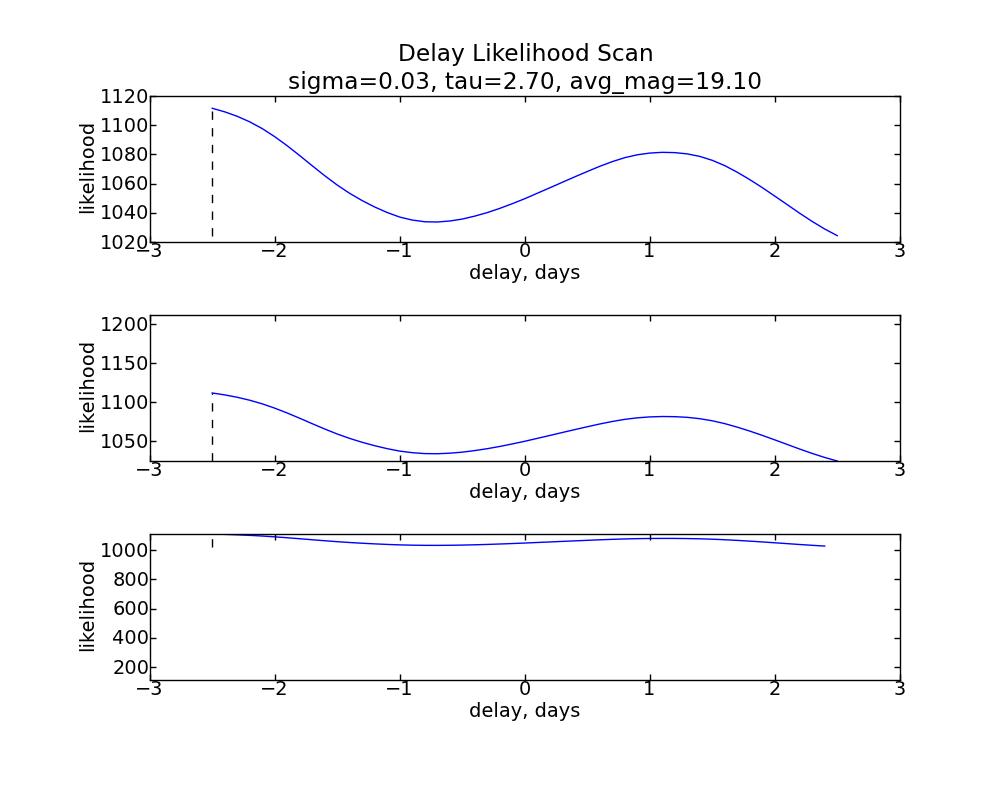 Delay Likelihood Scan
sigma=0.03, tau=2.70, avg_mag=19.10
1120
1100
1080
1060
1040
1020
likelihood
−3 −2 −1 0 1 2 3
delay, days
1200
1150
1100
1050
likelihood
−3 −2 −1 0 1 2 3
delay, days
1000
800
600
400
200
likelihood
−3 −2 −1 0 1 2 3
delay, days